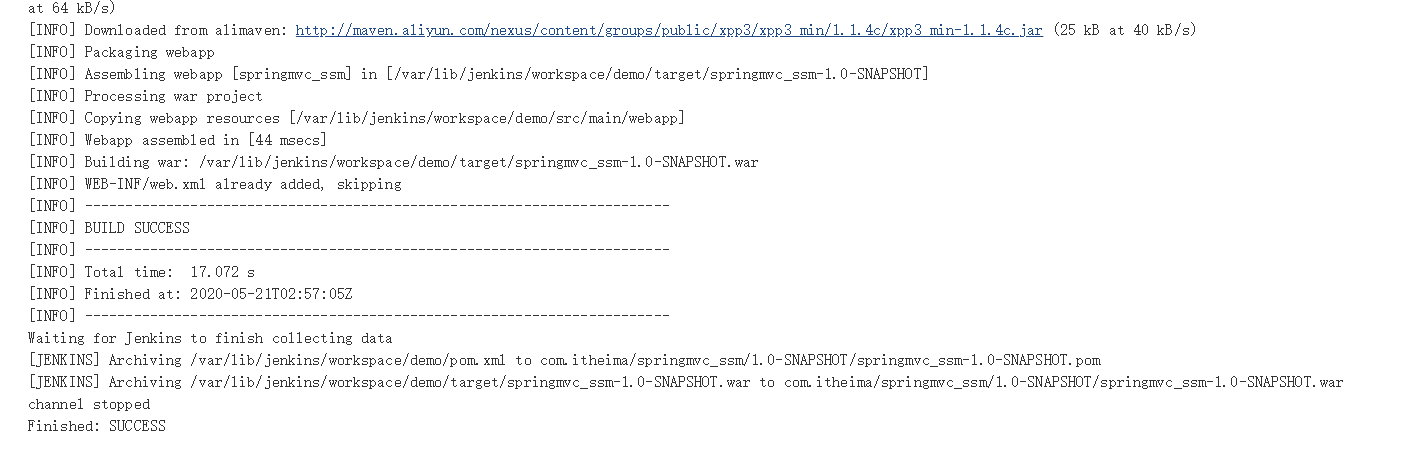 at 64 kB/s)
[INFO] Downloaded from alimaven: http://maven.aliyun.com/nexus/content/groups/public/xpp3/xpp3_min/1.1.4c/xpp3_min-1.1.4c.jar (25 kB at 40 kB/s)
[INFO] Packaging webapp
[INFO] Assembling webapp [springmvc_ssm] in [/var/lib/jenkins/workspace/demo/target/springmvc_ssm-1.0-SNAPSHOT]
[INFO] Processing war project
[INFO] Copying webapp resources [/var/lib/jenkins/workspace/demo/src/main/webapp]
[INFO] Webapp assembled in [44 msecs]
[INFO] Building war: /var/lib/jenkins/workspace/demo/target/springmvc_ssm-1.0-SNAPSHOT.war
[INFO] WEB-INF/web.xml already added, skipping
[INFO] ------------------------------------------------------------------------
[INFO] BUILD SUCCESS
[INFO] ------------------------------------------------------------------------
[INFO] Total time:  17.072 s
[INFO] Finished at: 2020-05-21T02:57:05Z
[INFO] ------------------------------------------------------------------------
Waiting for Jenkins to finish collecting data
[JENKINS] Archiving /var/lib/jenkins/workspace/demo/pom.xml to com.itheima/springmvc_ssm/1.0-SNAPSHOT/springmvc_ssm-1.0-SNAPSHOT.pom
[JENKINS] Archiving /var/lib/jenkins/workspace/demo/target/springmvc_ssm-1.0-SNAPSHOT.war to com.itheima/springmvc_ssm/1.0-SNAPSHOT/springmvc_ssm-1.0-SNAPSHOT.war
channel stopped
Finished: SUCCESS